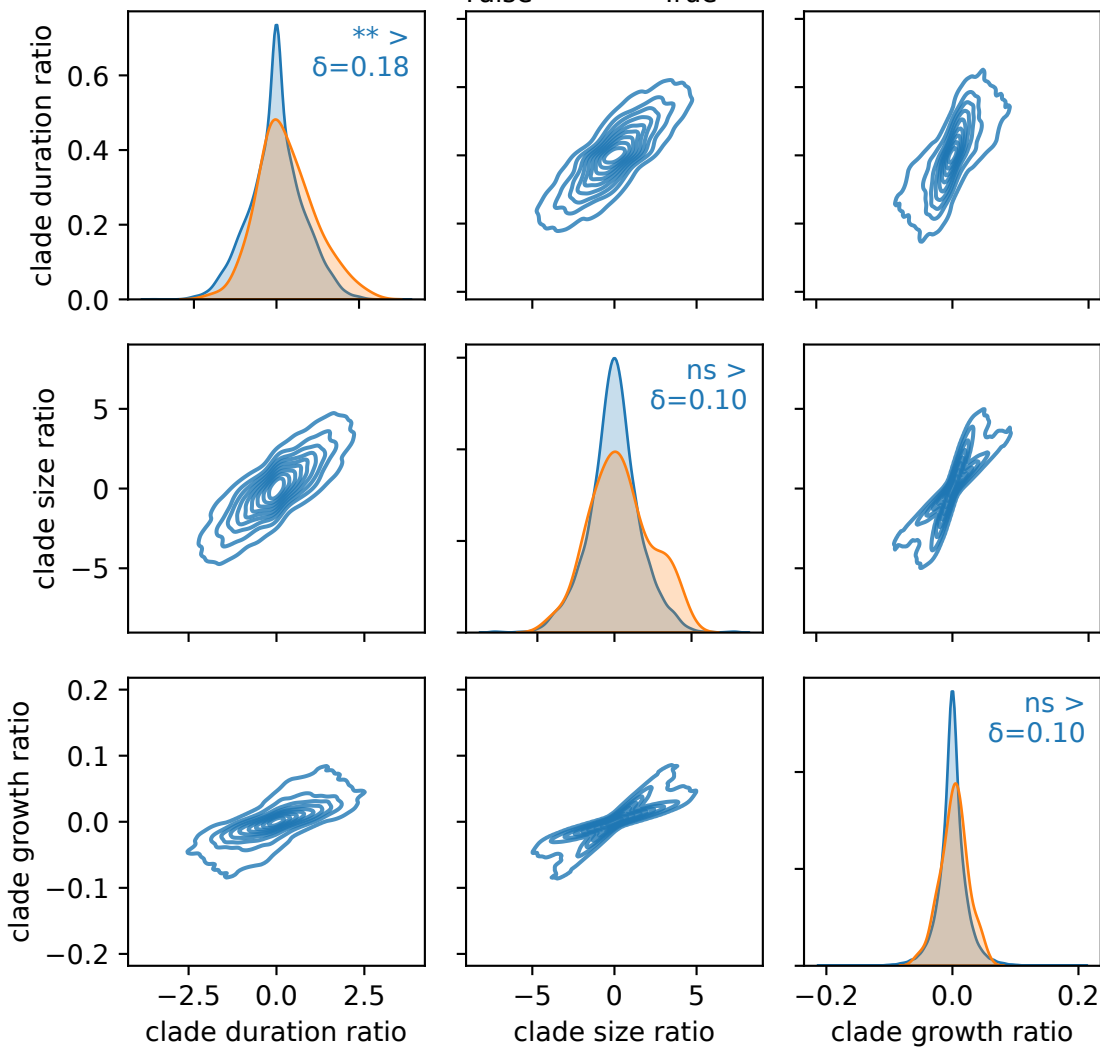 False True
clade duration ratio
0.6
0.4
0.2
0.0
** >
δ=0.18
clade size ratio
5
0
−5
ns >
δ=0.10
clade growth ratio
0.2
0.1
0.0
−0.1
−0.2
ns >
δ=0.10
−2.5 0.0 2.5
−5 0 5
−0.2 0.0 0.2
clade duration ratio
clade size ratio
clade growth ratio